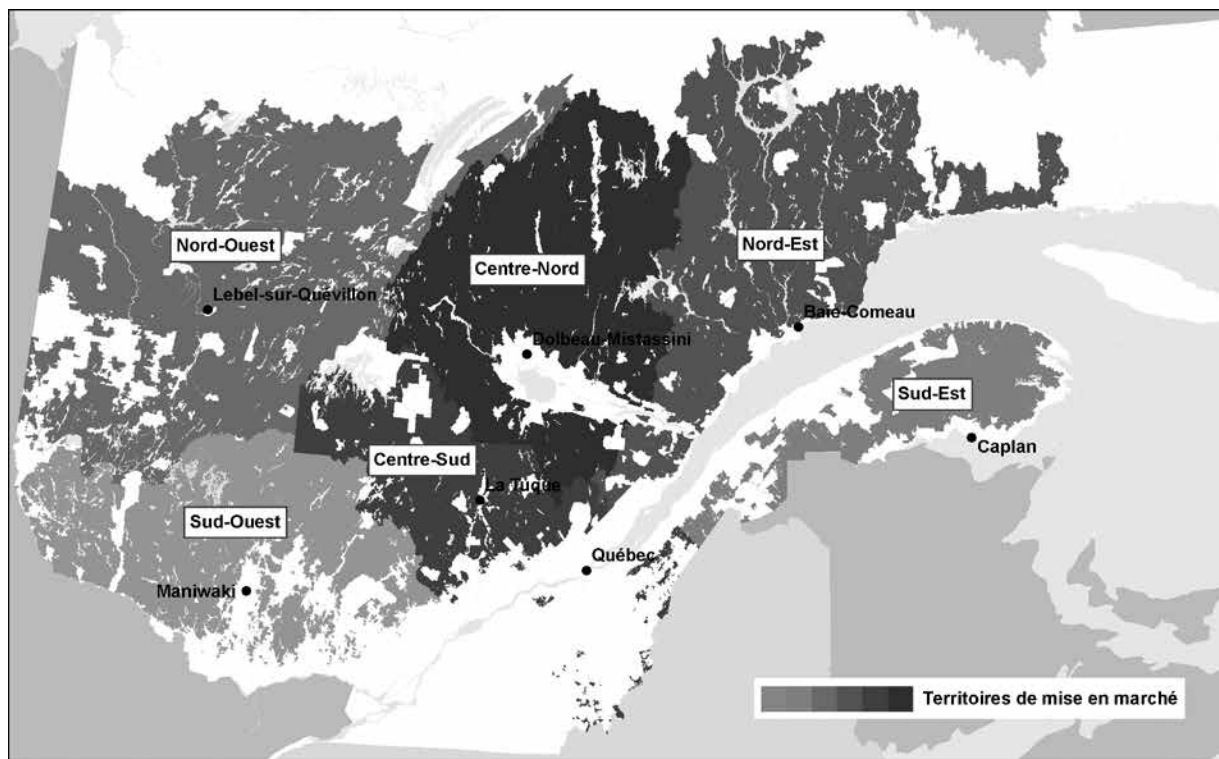 Nord-Ouest
Nord-Est
Centre-Nord
Lebel-sur-Quévillon
Baie-Comeau
Dolbeau-Mistassini
Sud-Est
Caplan
Centre-Sud
La Tuque
Sud-Ouest
Québec
Maniwaki
Territoires de mise en marché